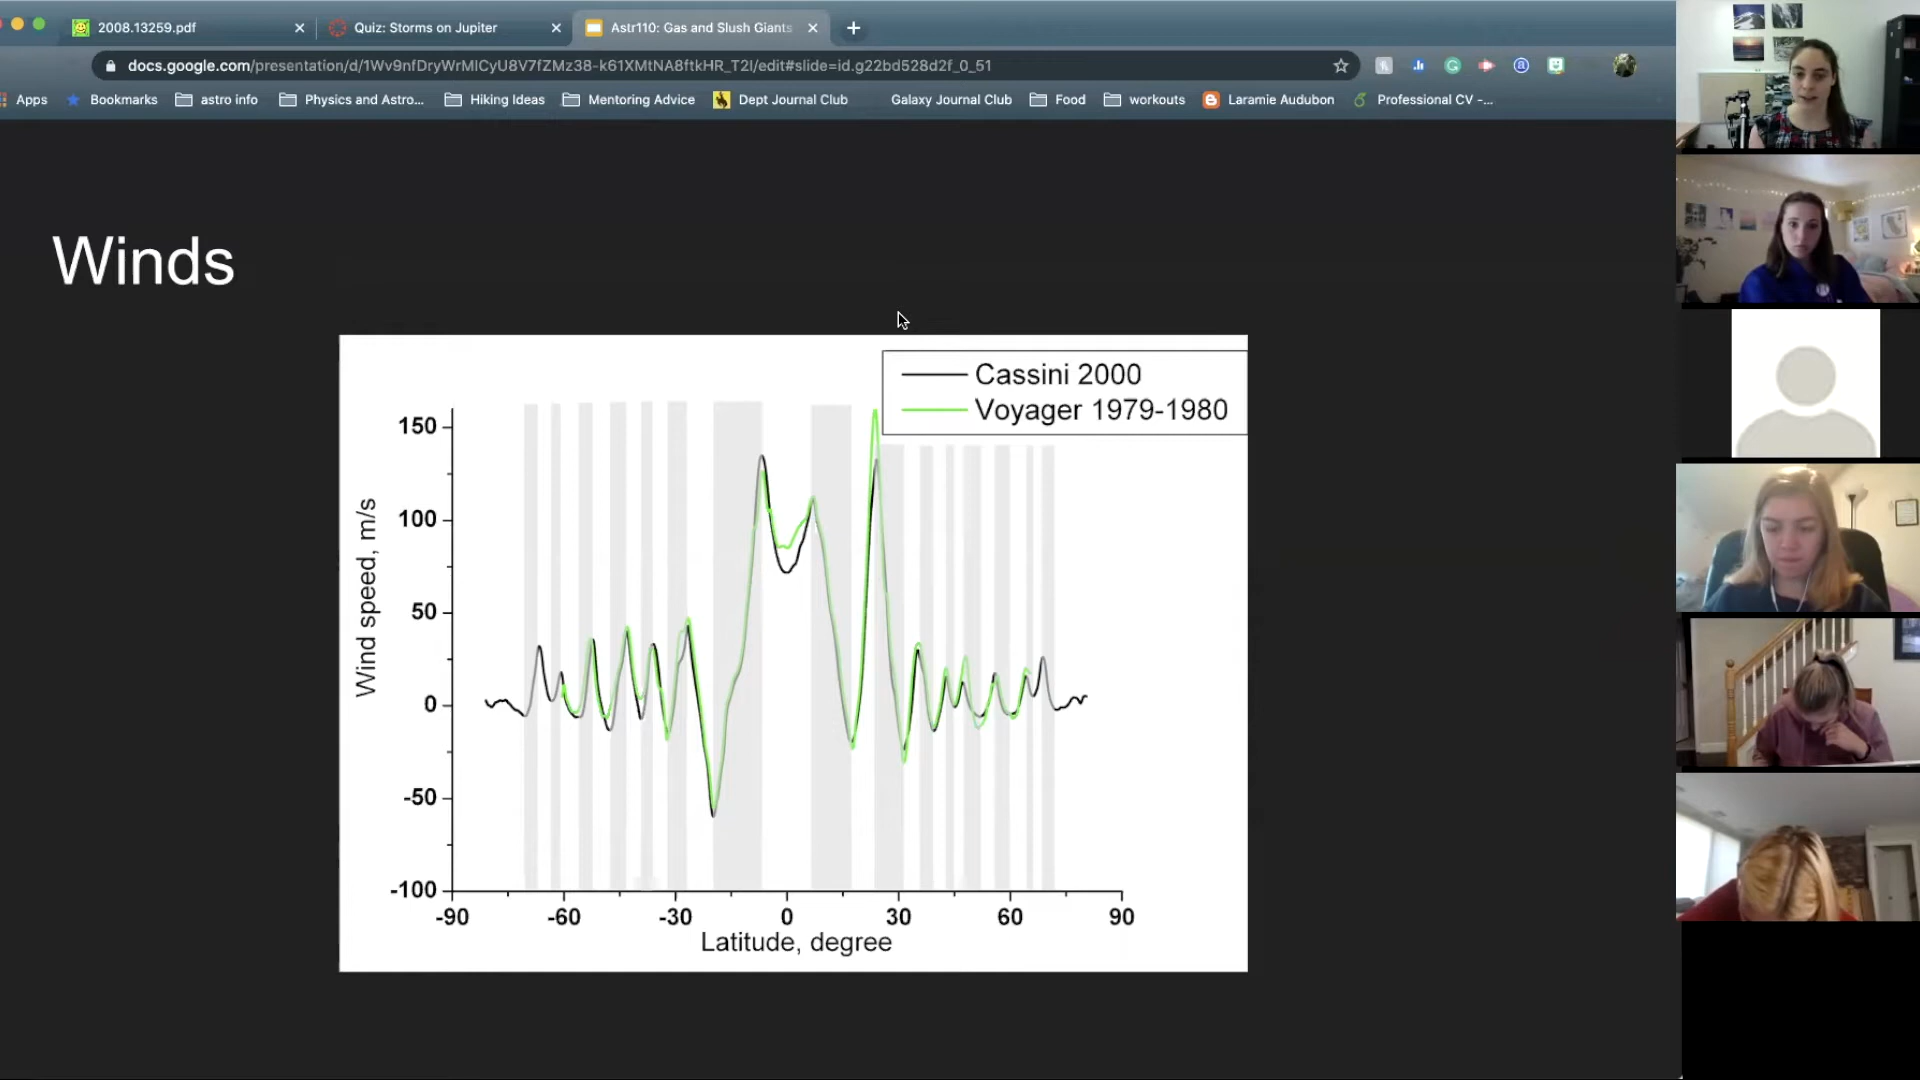 2008.13259.pdf
Quiz: Storms on Jupiter
Astr110: Gas and Slush Giants
docs.google.com/presentation/d/1Wv9nfDryWrMlCyU8V7fZMz38-k61XMtNA8ftkHR_T2I/edit#slide=id.g22bd528d2f_0_51
Apps
Bookmarks
astro info
Physics and Astro...
Hiking Ideas
Mentoring Advice
Dept Journal Club
Galaxy Journal Club
Food
workouts
Laramie Audubon
Professional CV -...
Winds
Cassini 2000
Voyager 1979-1980
Wind speed, m/s
150
100
50
0
-50
-100
-90 -60 -30 0 30 60 90
Latitude, degree